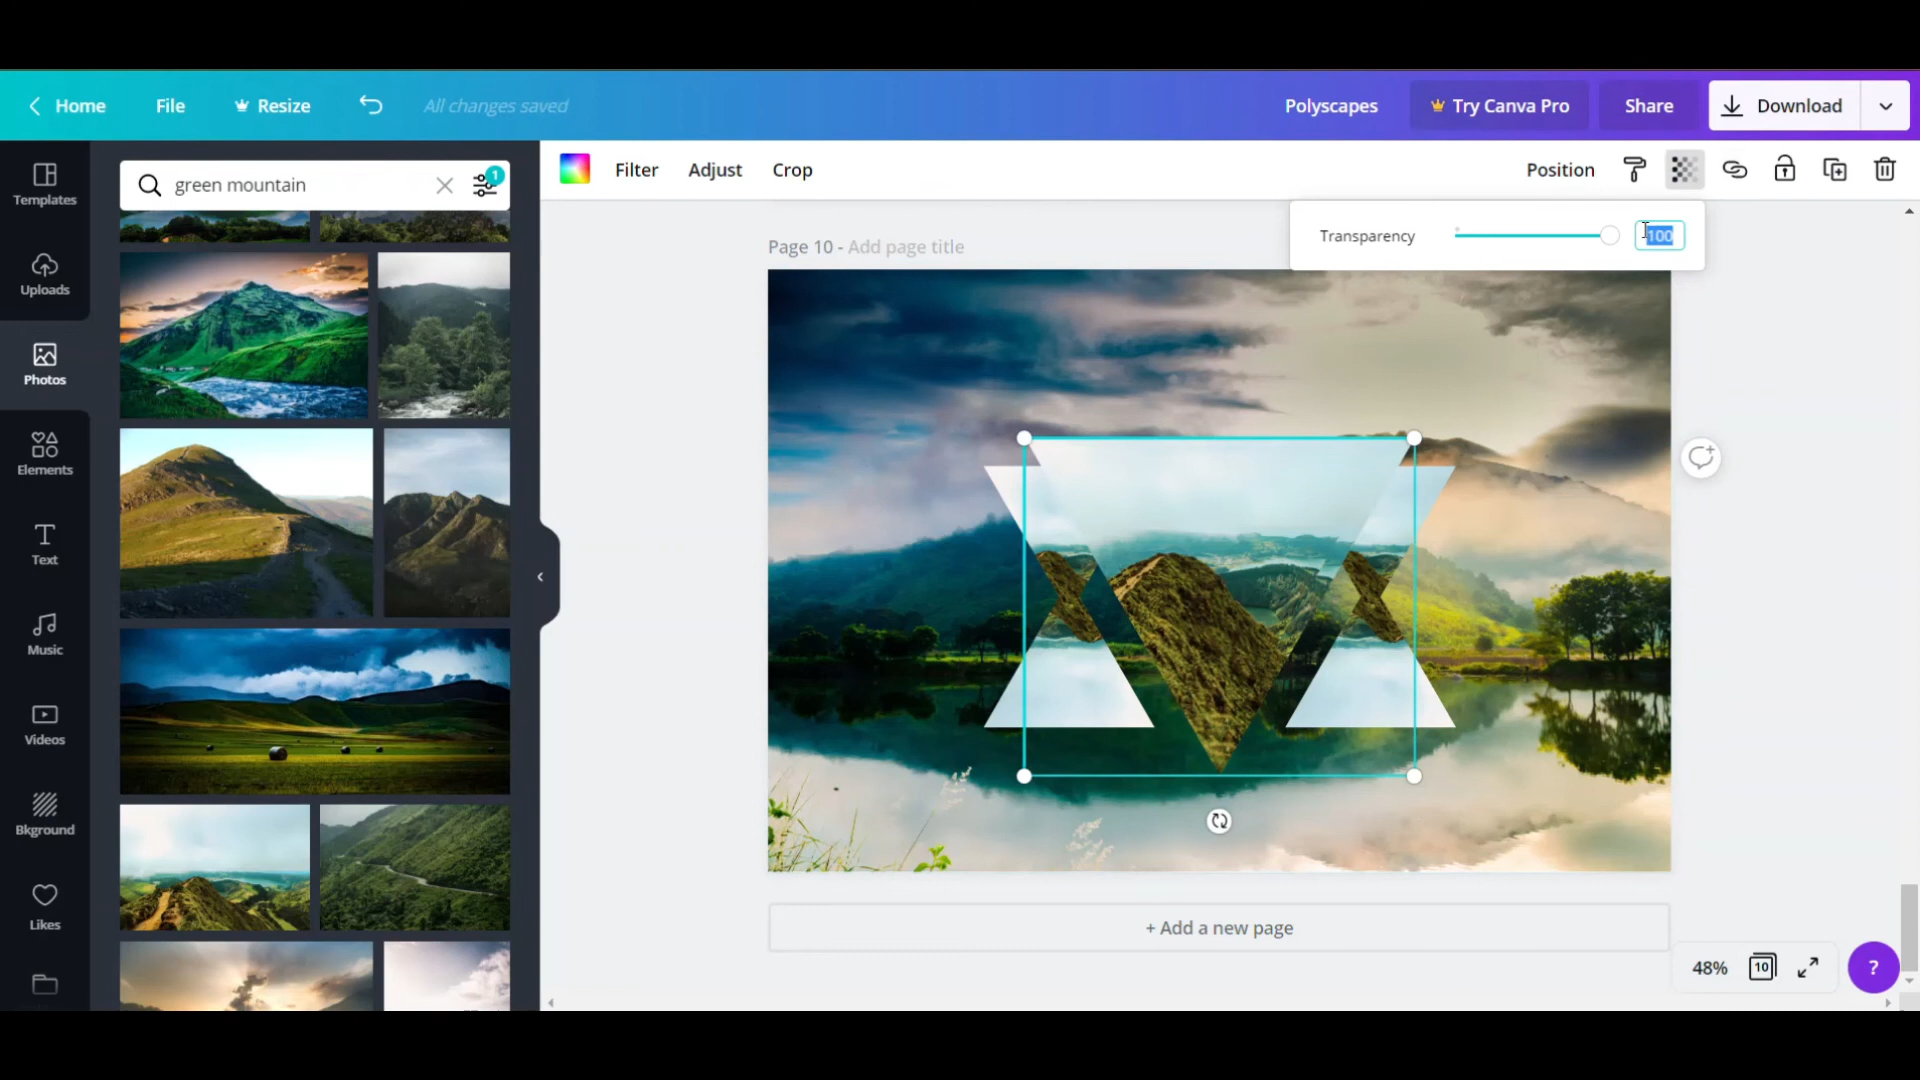 Home
File
Resize
All changes saved
Polyscapes
Try Canva Pro
Share
Download
Templates
Uploads
Photos
Elements
Text
Music
Videos
Bkground
Likes
green mountain
1
Filter
Adjust
Crop
Position
Transparency
100
Page 10 - Add page title
+ Add a new page
48%
10
?